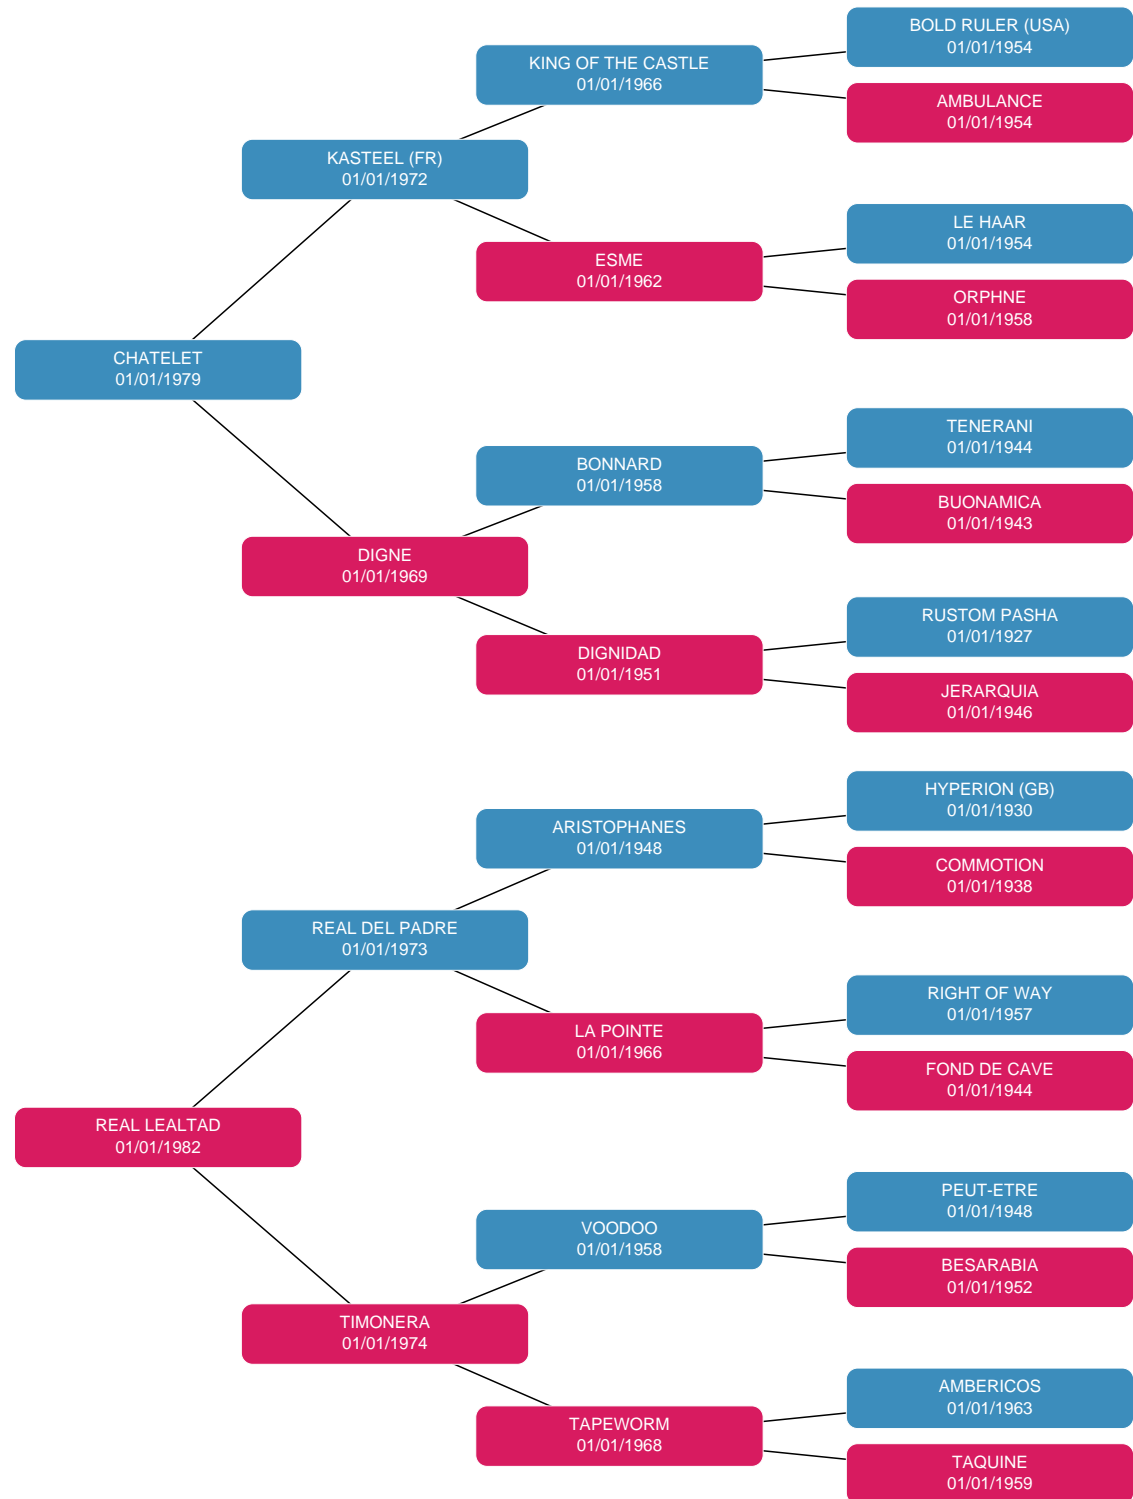 BOLD RULER (USA)
01/01/1954
KING OF THE CASTLE
01/01/1966
AMBULANCE
01/01/1954
KASTEEL (FR)
01/01/1972
LE HAAR
01/01/1954
ESME
01/01/1962
ORPHNE
01/01/1958
CHATELET
01/01/1979
TENERANI
01/01/1944
BONNARD
01/01/1958
BUONAMICA
01/01/1943
DIGNE
01/01/1969
RUSTOM PASHA
01/01/1927
DIGNIDAD
01/01/1951
JERARQUIA
01/01/1946
HYPERION (GB)
01/01/1930
ARISTOPHANES
01/01/1948
COMMOTION
01/01/1938
REAL DEL PADRE
01/01/1973
RIGHT OF WAY
01/01/1957
LA POINTE
01/01/1966
FOND DE CAVE
01/01/1944
REAL LEALTAD
01/01/1982
PEUT-ETRE
01/01/1948
VOODOO
01/01/1958
BESARABIA
01/01/1952
TIMONERA
01/01/1974
AMBERICOS
01/01/1963
TAPEWORM
01/01/1968
TAQUINE
01/01/1959